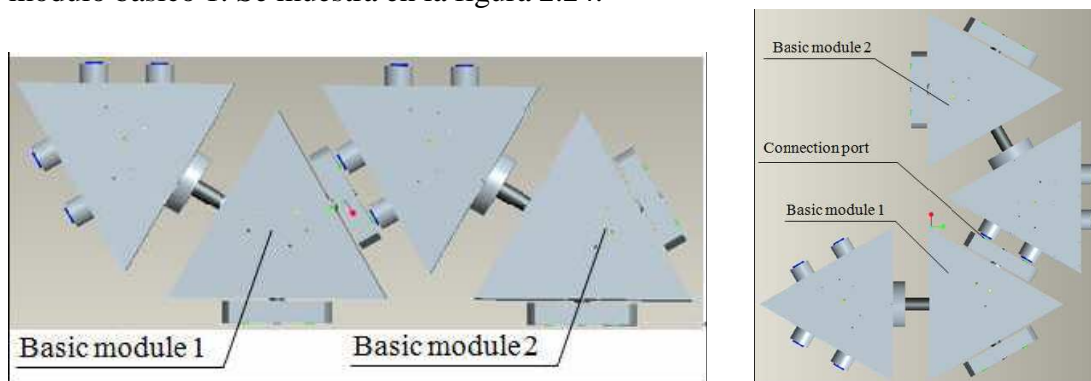 módulo básico 1. Se muestra en la figura 2.24.
Basic module 1
Basic module 2
Basic module 2
Connection port
Basic module 1